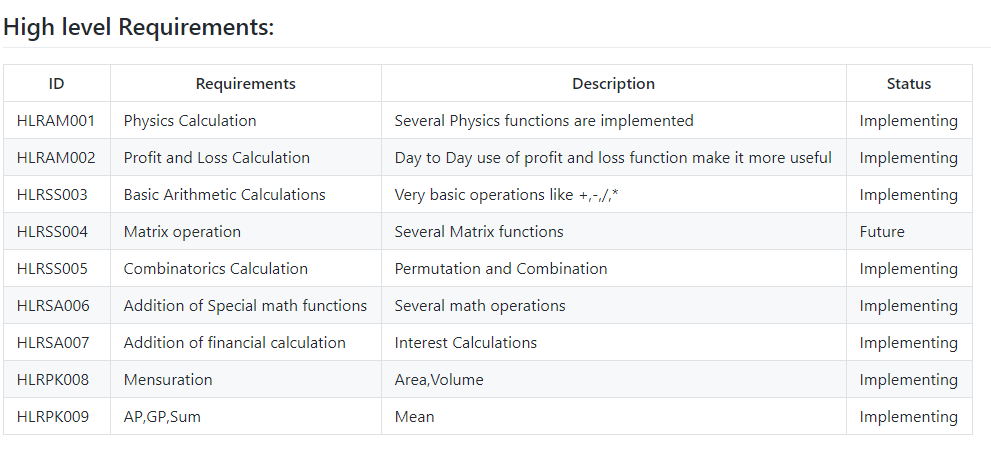 High level Requirements:
ID Requirements Description Status
HLRAM001 Physics Calculation Several Physics functions are implemented Implementing
HLRAM002 Profit and Loss Calculation Day to Day use of profit and loss function make it more useful Implementing
HLRSS003 Basic Arithmetic Calculations Very basic operations like +,-,/,* Implementing
HLRSS004 Matrix operation Several Matrix functions Future
HLRSS005 Combinatorics Calculation Permutation and Combination Implementing
HLRSA006 Addition of Special math functions Several math operations Implementing
HLRSA007 Addition of financial calculation Interest Calculations Implementing
HLRPK008 Mensuration Area,Volume Implementing
HLRPK009 AP,GP,Sum Mean Implementing